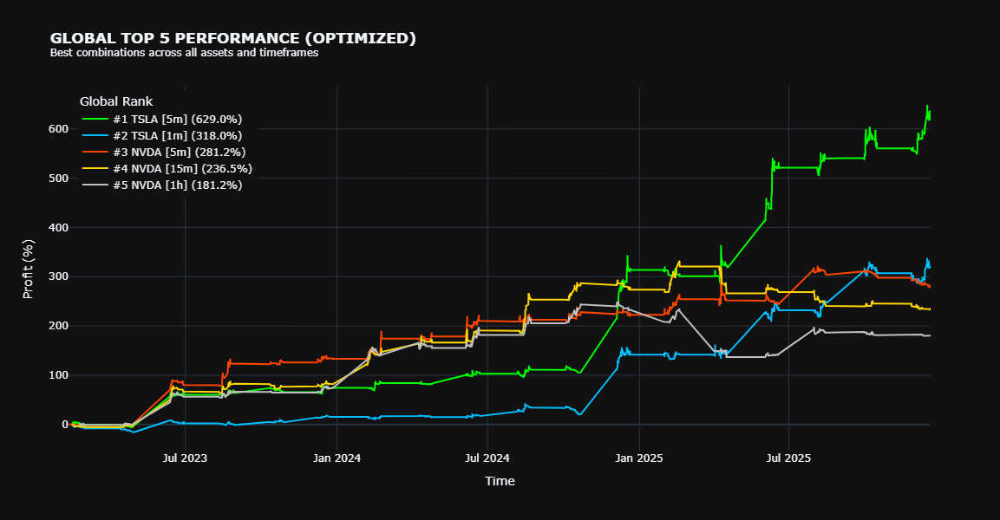 GLOBAL TOP 5 PERFORMANCE (OPTIMIZED)
Best combinations across all assets and timeframes
Global Rank
#1 TSLA [5m] (629.0%)
#2 TSLA [1m] (318.0%)
#3 NVDA [5m] (281.2%)
#4 NVDA [15m] (236.5%)
#5 NVDA [1h] (181.2%)
Profit (%)
600
500
400
300
200
100
0
Jul 2023
Jan 2024
Jul 2024
Jan 2025
Jul 2025
Time